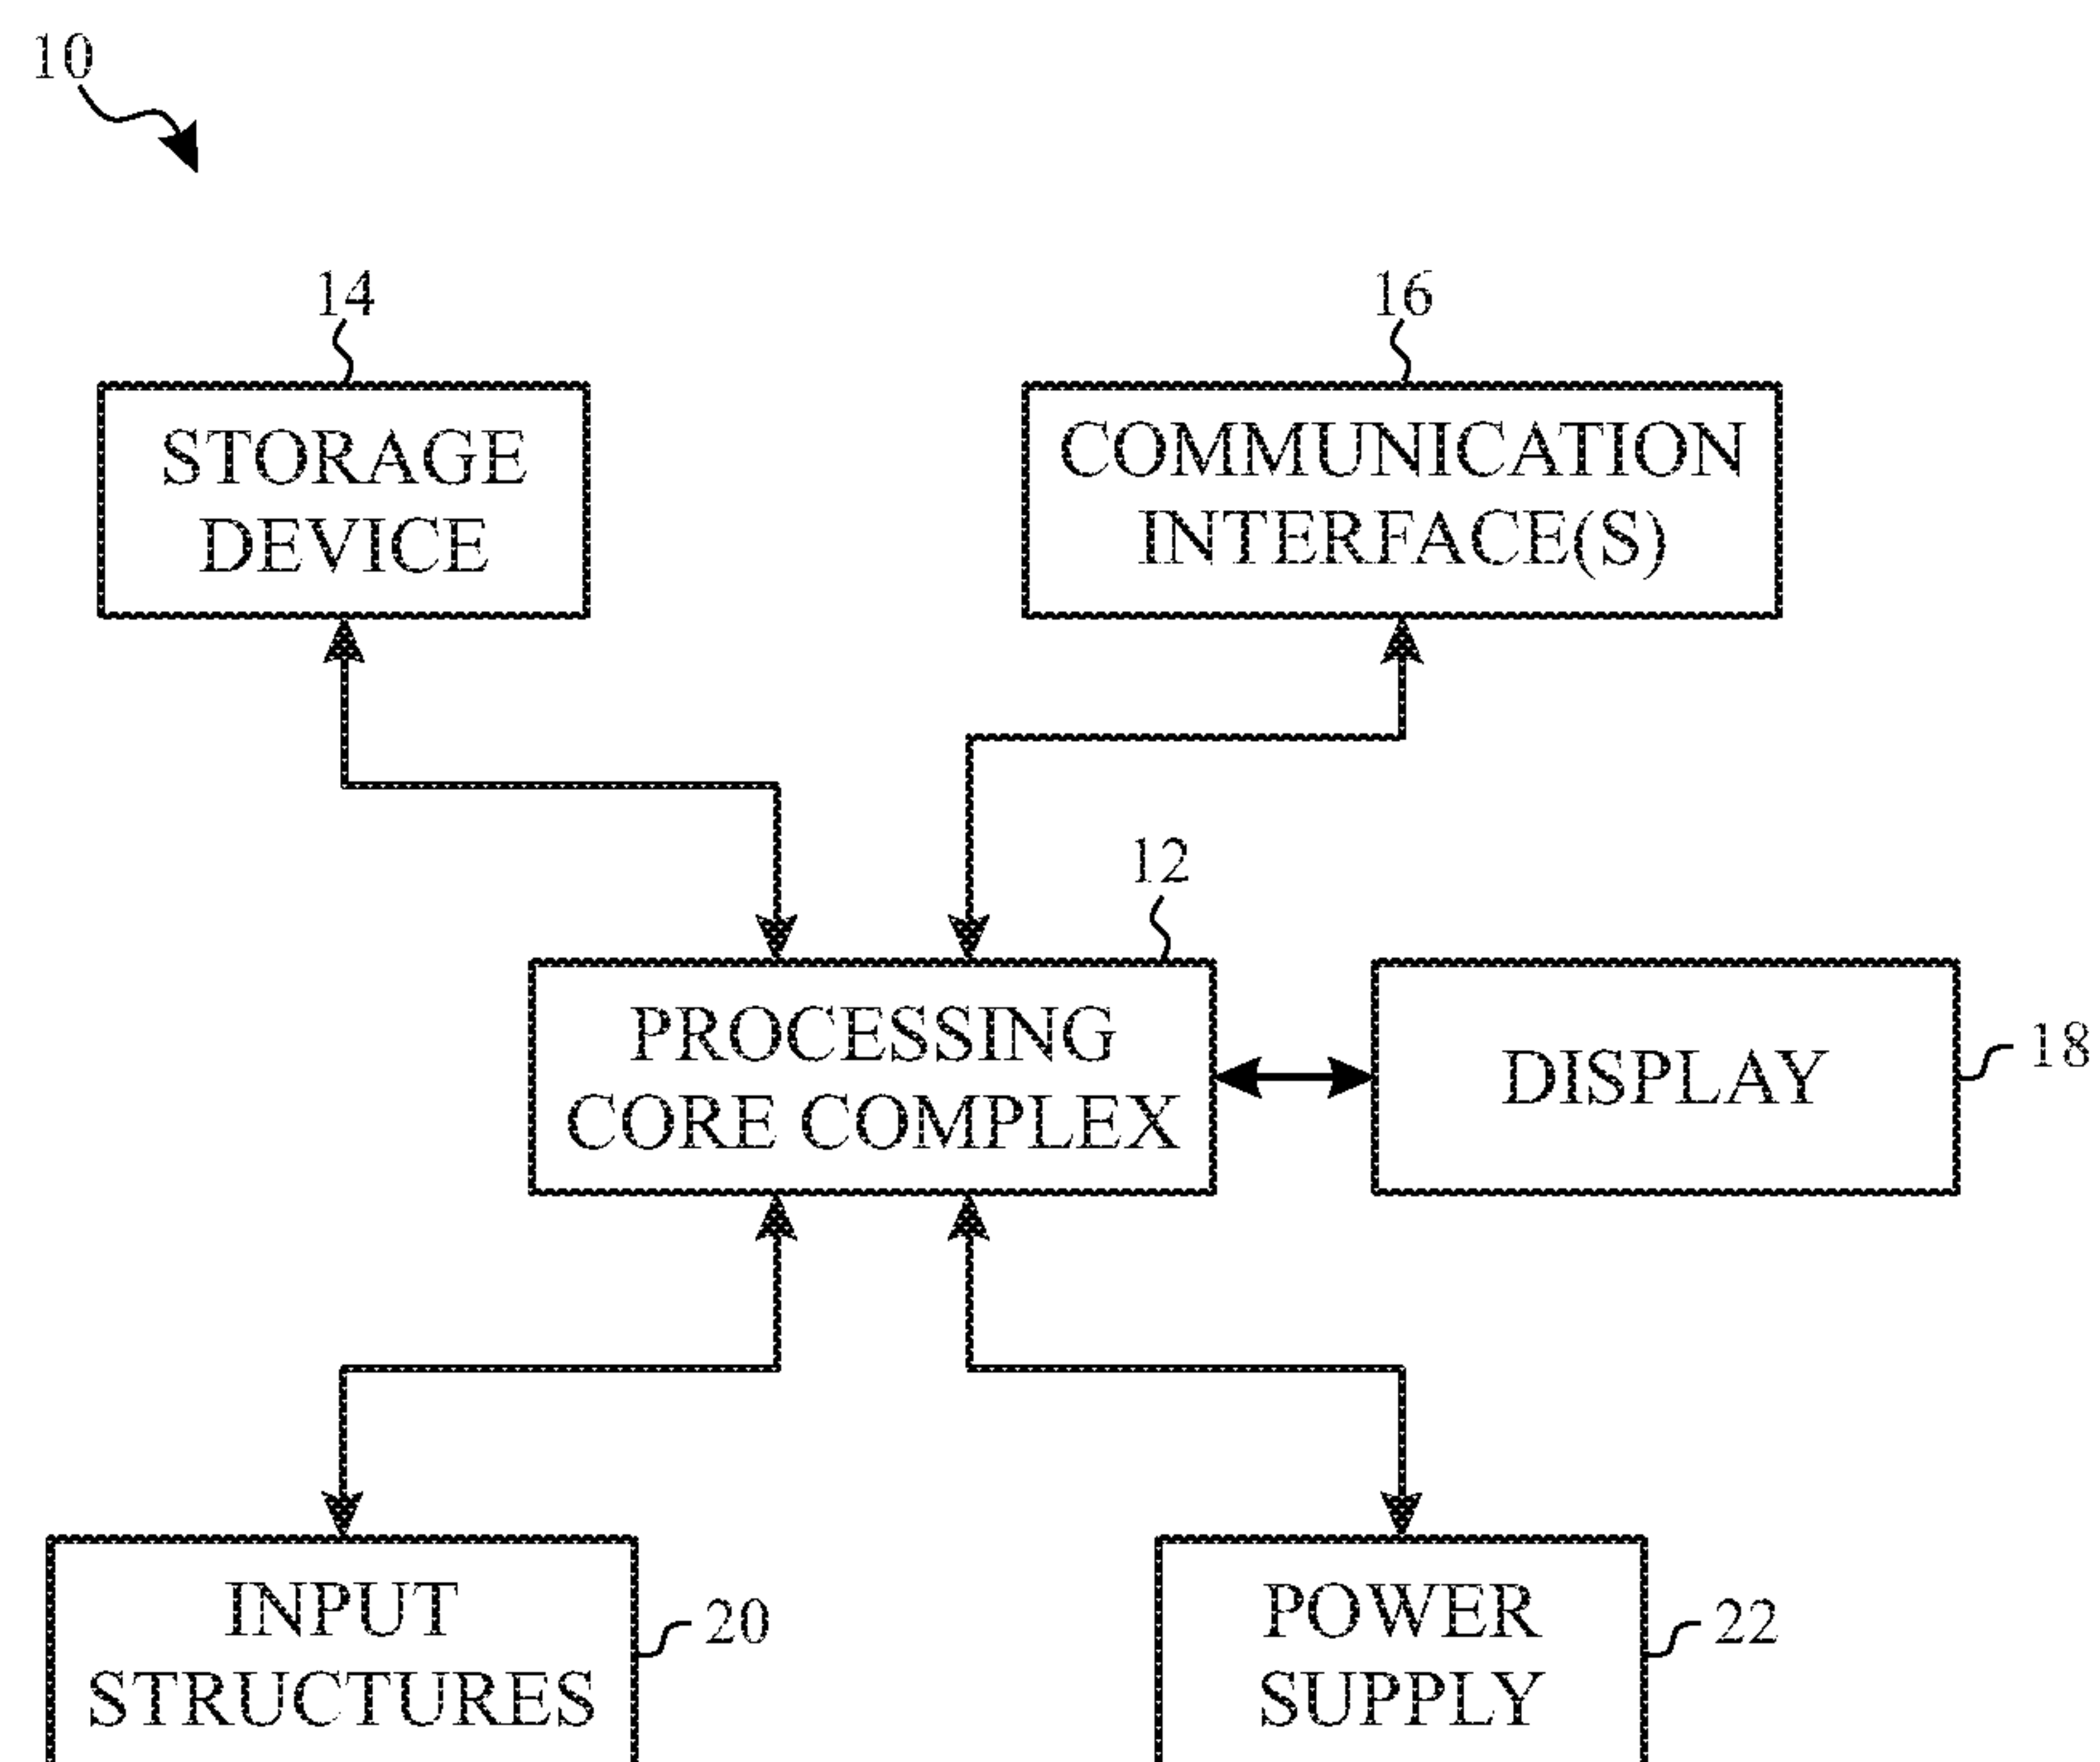 10
14
16
STORAGE
DEVICE
COMMUNICATION
INTERFACE(S)
12
PROCESSING
CORE COMPLEX
DISPLAY
18
INPUT
STRUCTURES
20
POWER
SUPPLY
22